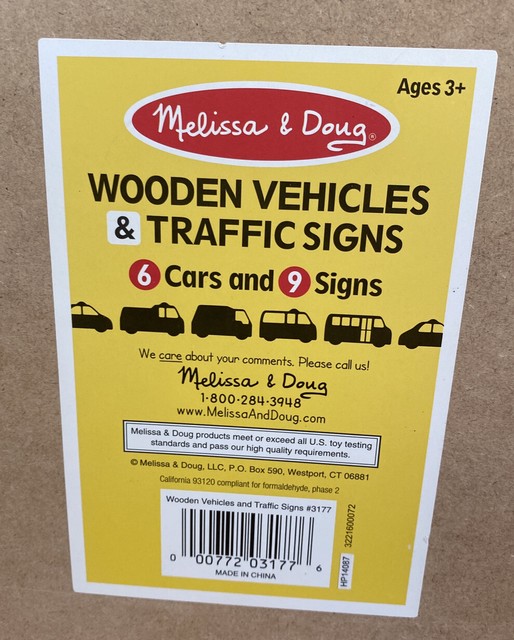 Ages 3+
Melissa & Doug®
WOODEN VEHICLES
& TRAFFIC SIGNS
6 Cars and 9 Signs
We care about your comments. Please call us!
Melissa & Doug
1-800-284-3948
www.MelissaAndDoug.com
Melissa & Doug products meet or exceed all U.S. toy testing
standards and pass our high quality requirements.
© Melissa & Doug, LLC, P.O. Box 590, Westport, CT 06881
California 93120 compliant for formaldehyde, phase 2
Wooden Vehicles and Traffic Signs #3177
0 00772 03177 6
MADE IN CHINA
HP14087 3221600072